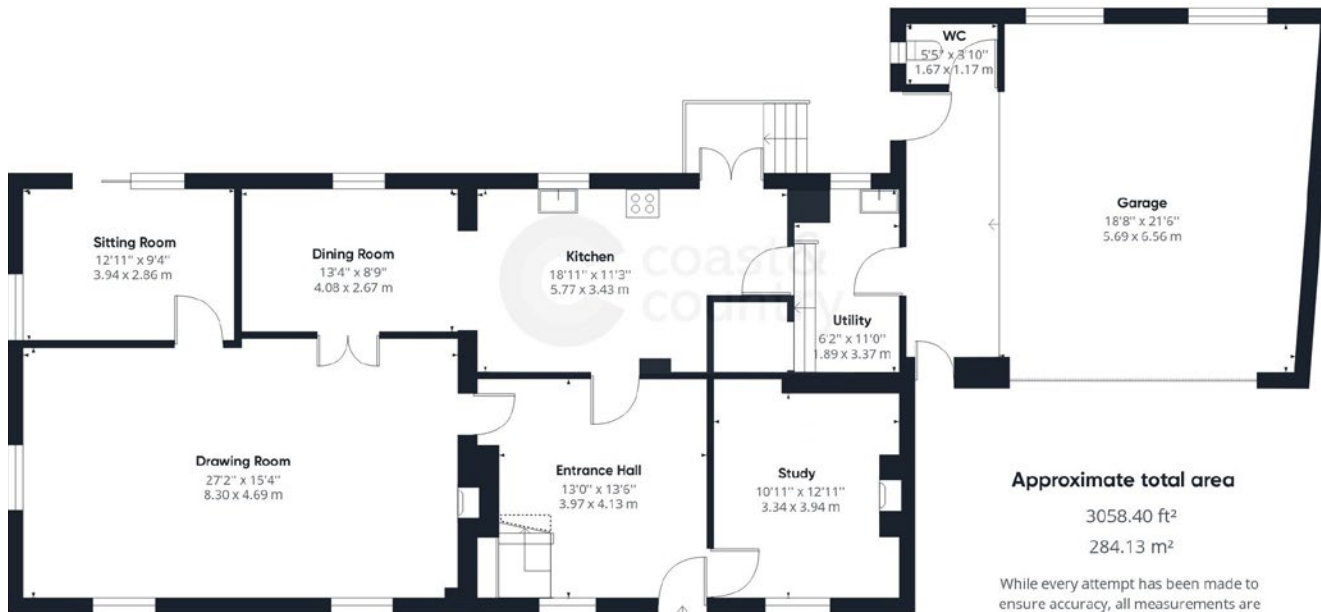 WC
5'5" x 3'10"
1.67 x 1.17 m
Garage
18'8" x 21'6"
5.69 x 6.56 m
Sitting Room
12'11" x 9'4"
3.94 x 2.86 m
Dining Room
13'4" x 8'9"
4.08 x 2.67 m
Kitchen
18'11" x 11'3"
5.77 x 3.43 m
coast &
country
Utility
6'2" x 11'0"
1.89 x 3.37 m
Drawing Room
27'2" x 15'4"
8.30 x 4.69 m
Entrance Hall
13'0" x 13'6"
3.97 x 4.13 m
Study
10'11" x 12'11"
3.34 x 3.94 m
Approximate total area
3058.40 ft²
284.13 m²
While every attempt has been made to
ensure accuracy, all measurements are